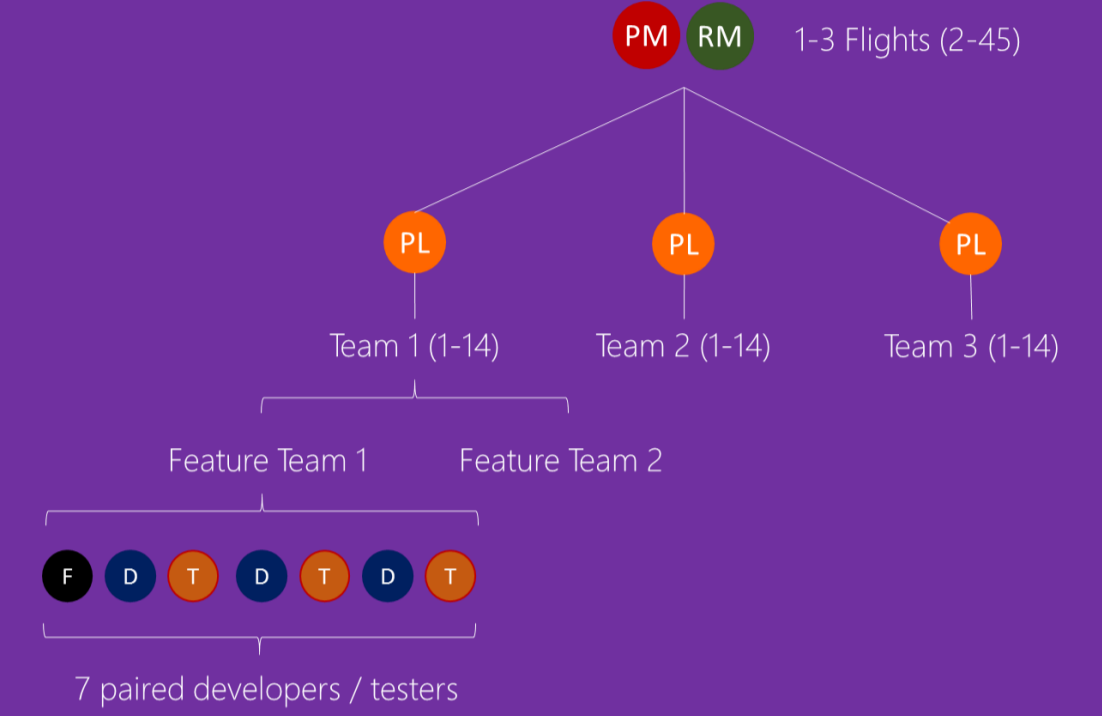 PM RM 1-3 Flights (2-45)
PL PL PL
Team 1 (1-14) Team 2 (1-14) Team 3 (1-14)
Feature Team 1 Feature Team 2
F D T D T D T
7 paired developers / testers